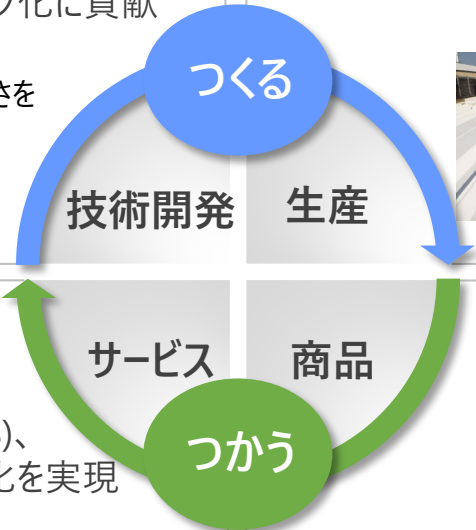 化に貢献
つくる
さを
技術開発
生産
サービス
商品
つかう
)、
化を実現